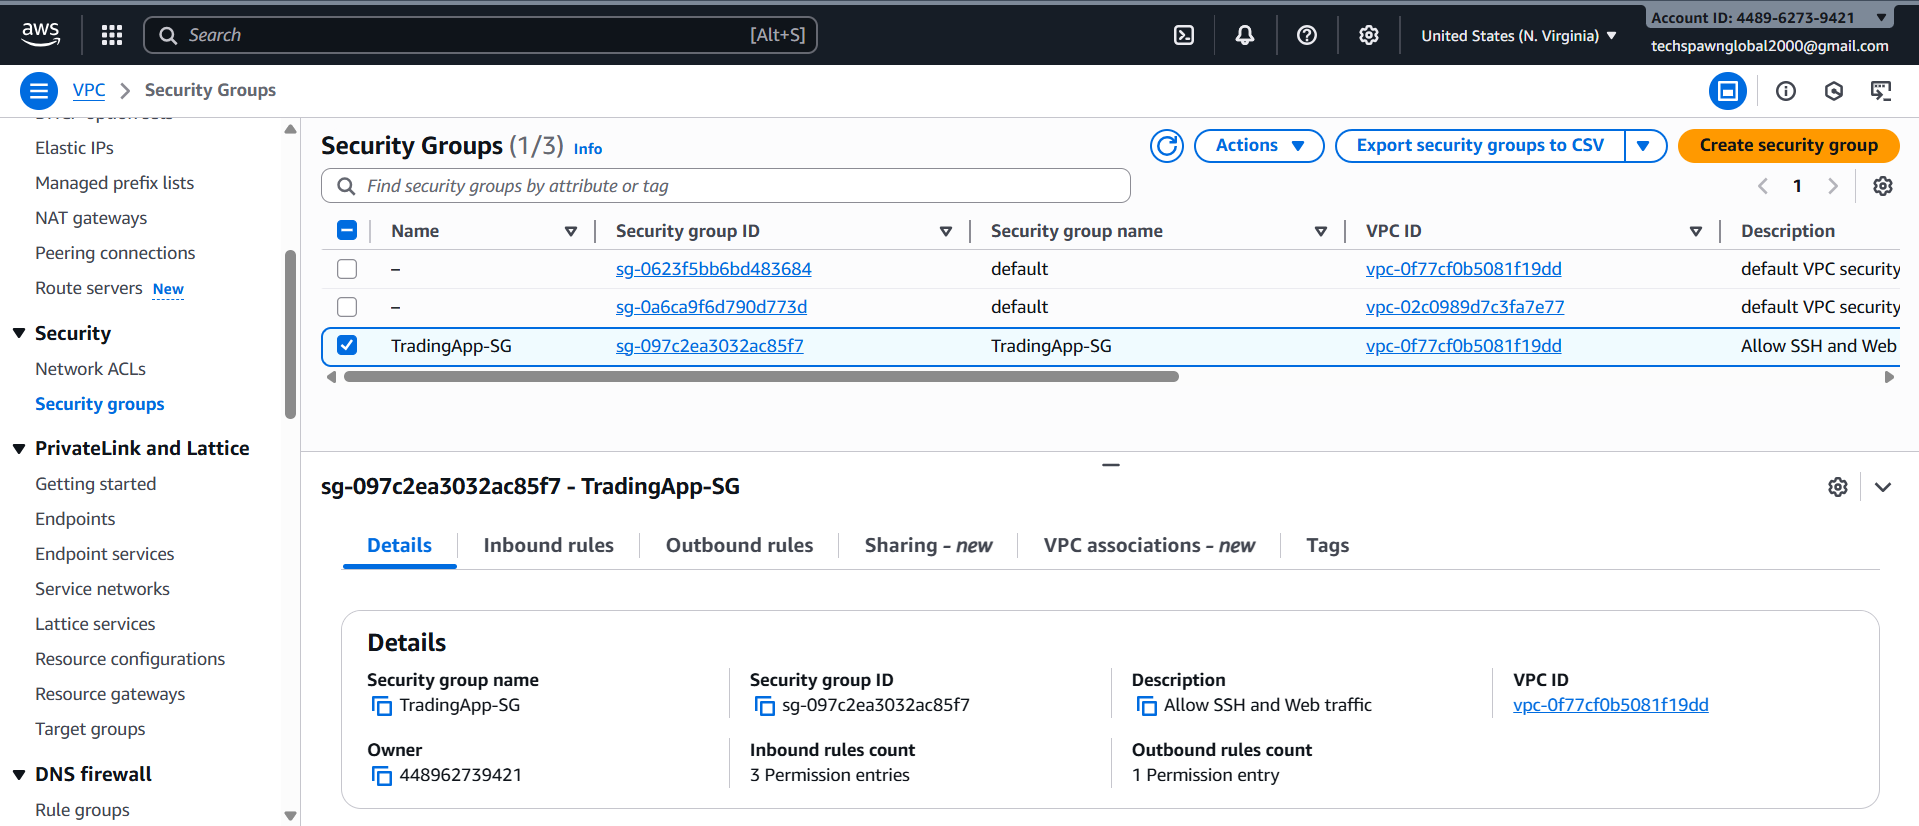 aws
Search [Alt+S]
United States (N. Virginia)
Account ID: 4489-6273-9421
techspawnglobal2000@gmail.com
VPC > Security Groups
Elastic IPs
Managed prefix lists
NAT gateways
Peering connections
Route servers New
Security
Network ACLs
Security groups
PrivateLink and Lattice
Getting started
Endpoints
Endpoint services
Service networks
Lattice services
Resource configurations
Resource gateways
Target groups
DNS firewall
Rule groups
Security Groups (1/3) Info
Actions
Export security groups to CSV
Create security group
Find security groups by attribute or tag
1
Name Security group ID Security group name VPC ID Description
– sg-0623f5bb6bd483684 default vpc-0f77cf0b5081f19dd default VPC security
– sg-0a6ca9f6d790d773d default vpc-02c0989d7c3fa7e77 default VPC security
TradingApp-SG sg-097c2ea3032ac85f7 TradingApp-SG vpc-0f77cf0b5081f19dd Allow SSH and Web
sg-097c2ea3032ac85f7 - TradingApp-SG
Details Inbound rules Outbound rules Sharing - new VPC associations - new Tags
Details
Security group name
TradingApp-SG
Security group ID
sg-097c2ea3032ac85f7
Description
Allow SSH and Web traffic
VPC ID
vpc-0f77cf0b5081f19dd
Owner
448962739421
Inbound rules count
3 Permission entries
Outbound rules count
1 Permission entry